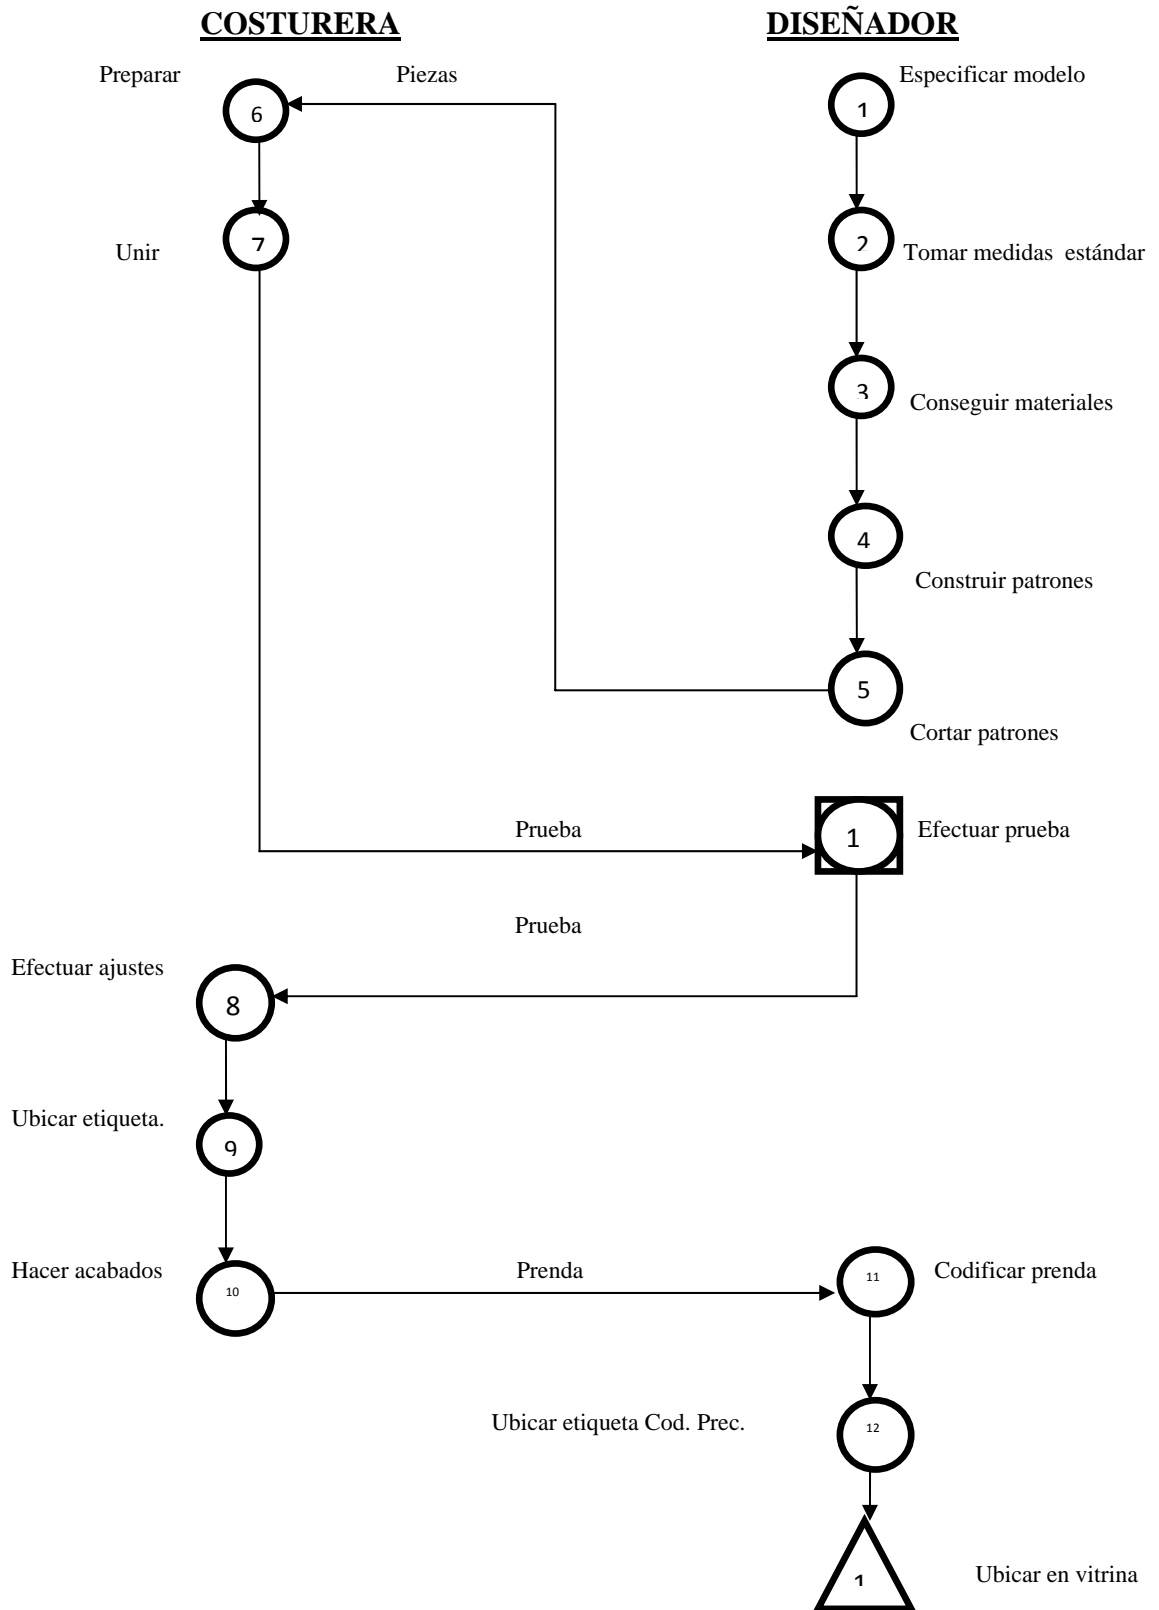 COSTURERA DISEÑADOR
Preparar Piezas Especificar modelo
6 1
Unir 7 2 Tomar medidas estándar
3 Conseguir materiales
4
Construir patrones
5
Cortar patrones
Prueba 1 Efectuar prueba
Prueba
Efectuar ajustes
8
Ubicar etiqueta.
9
Hacer acabados 10 Prenda 11 Codificar prenda
Ubicar etiqueta Cod. Prec. 12
1 Ubicar en vitrina